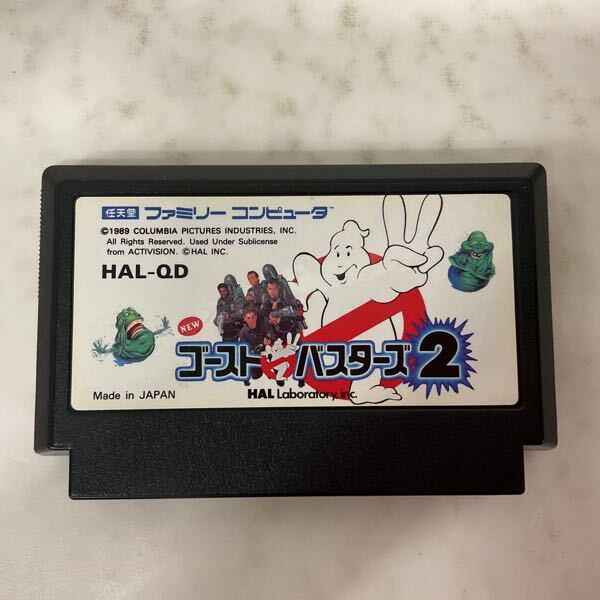 任天堂 ファミリー コンピュータ™
©1989 COLUMBIA PICTURES INDUSTRIES, INC.
All Rights Reserved. Used Under Sublicense
from ACTIVISION. ©HAL INC.
HAL-QD
NEW
ゴーストバスターズ2
Made in JAPAN
HAL Laboratory, inc.